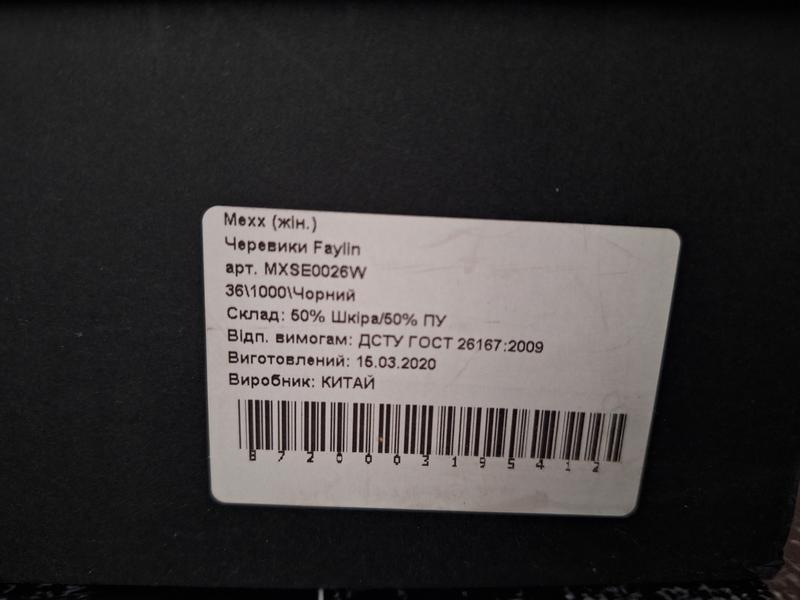 Mexx (жін.)
Черевики Faylin
арт. MXSE0026W
36\1000\Чорний
Склад: 50% Шкіра/50% ПУ
Відп. вимогам: ДСТУ ГОСТ 26167:2009
Виготовлений: 15.03.2020
Виробник: КИТАЙ
8720003195412